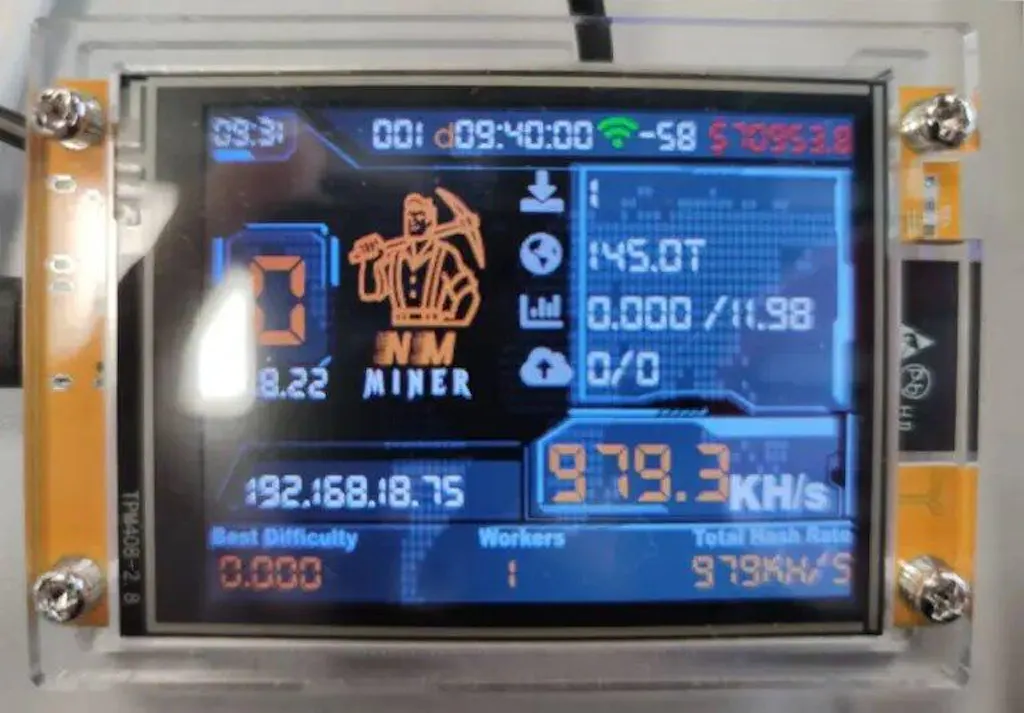 09:31 001 d09:40:00 -58 $70953.8
1
145.0T
0
0.000 /11.98
NM
MINER
8.22
0/0
192.168.18.75
979.3KH/s
Best Difficulty Workers Total Hash Rate
0.000 1 979KH/S
TPM408-2.8
Pb